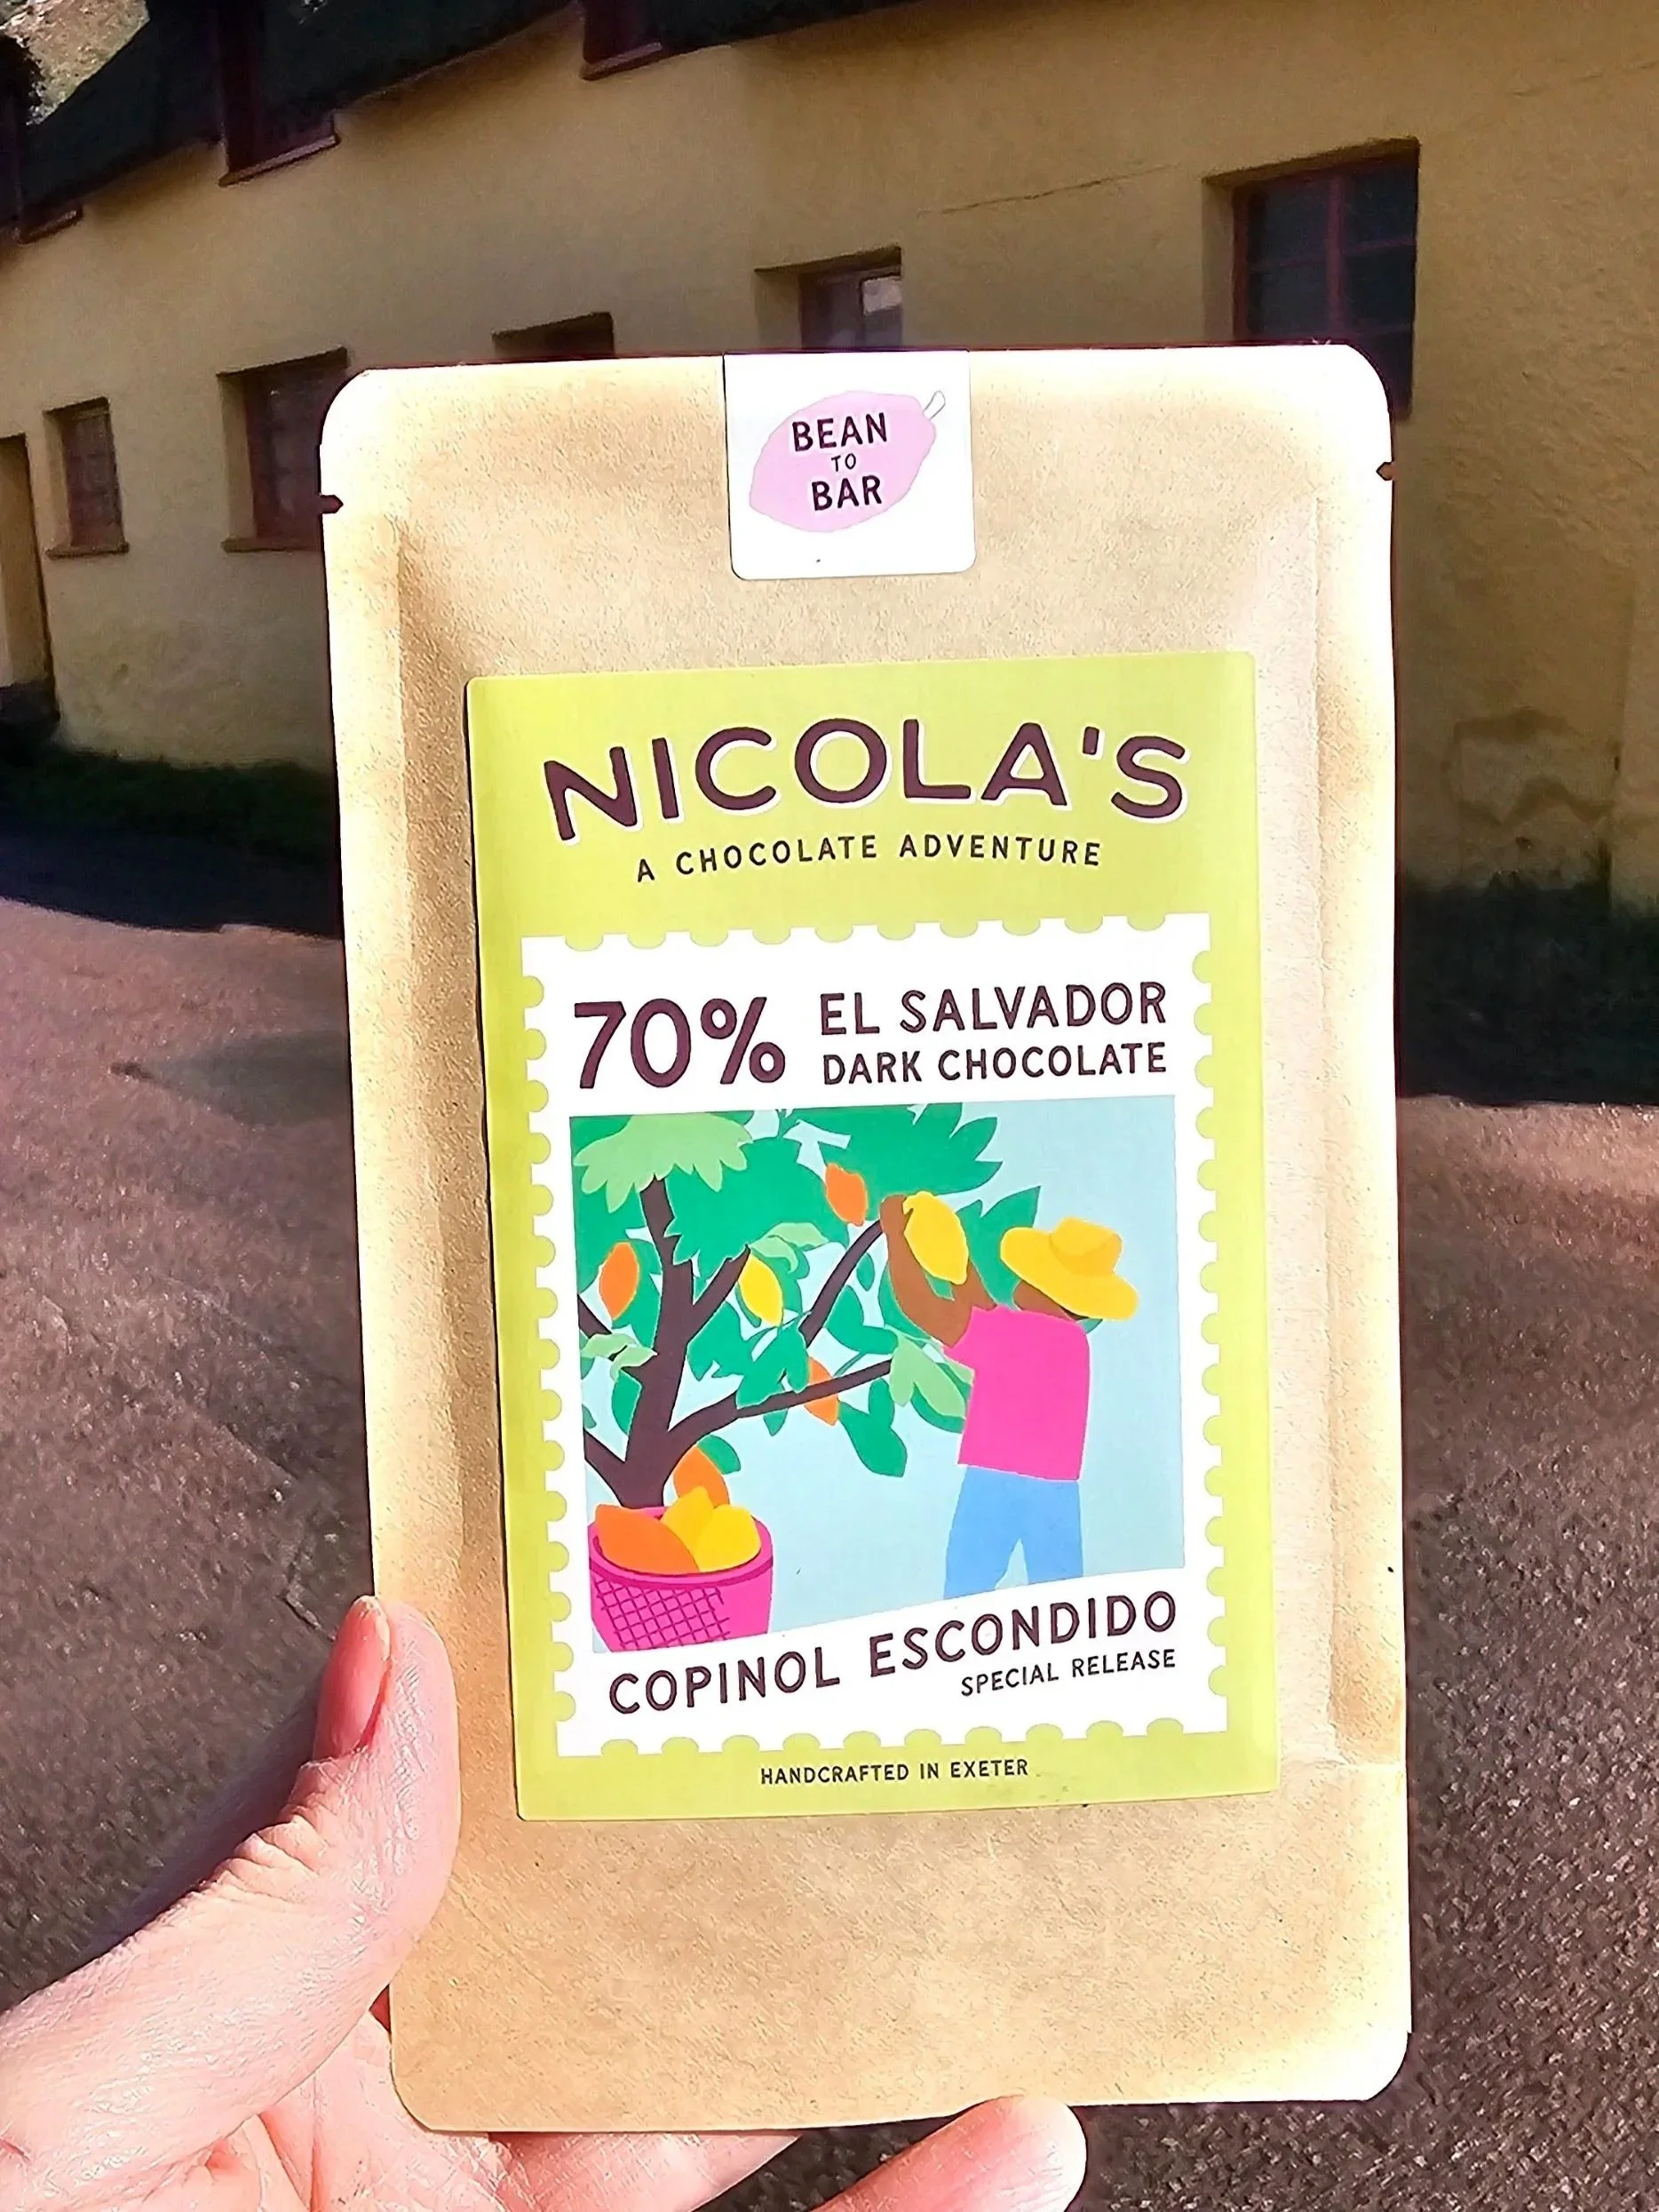 BEAN
TO
BAR
NICOLA'S
A CHOCOLATE ADVENTURE
70% EL SALVADOR
DARK CHOCOLATE
COPINOL ESCONDIDO
SPECIAL RELEASE
HANDCRAFTED IN EXETER